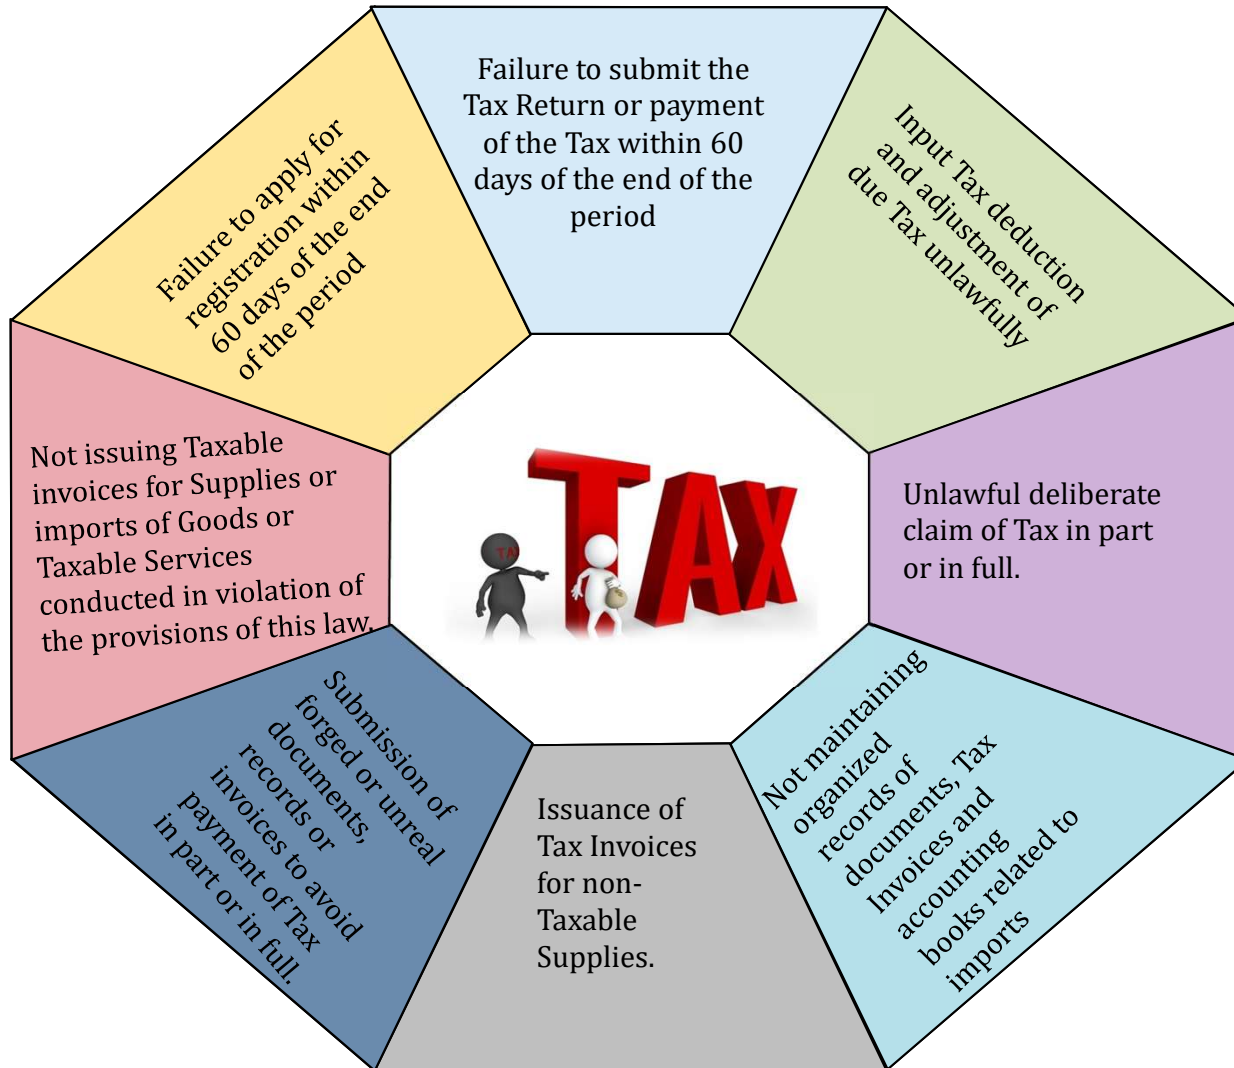 Failure to submit the
Tax Return or payment
of the Tax within 60
days of the end of the
period
Input Tax deduction
and adjustment of
due Tax unlawfully
Unlawful deliberate
claim of Tax in part
or in full.
Not maintaining
organized
records of
documents, Tax
Invoices and
accounting
books related to
imports
Issuance of
Tax Invoices
for non-
Taxable
Supplies.
Submission of
forged or unreal
documents,
records or
invoices to avoid
payment of Tax
in part or in full.
Not issuing Taxable
invoices for Supplies or
imports of Goods or
Taxable Services
conducted in violation of
the provisions of this law.
Failure to apply for
registration within
60 days of the end
of the period
TAX
TAX